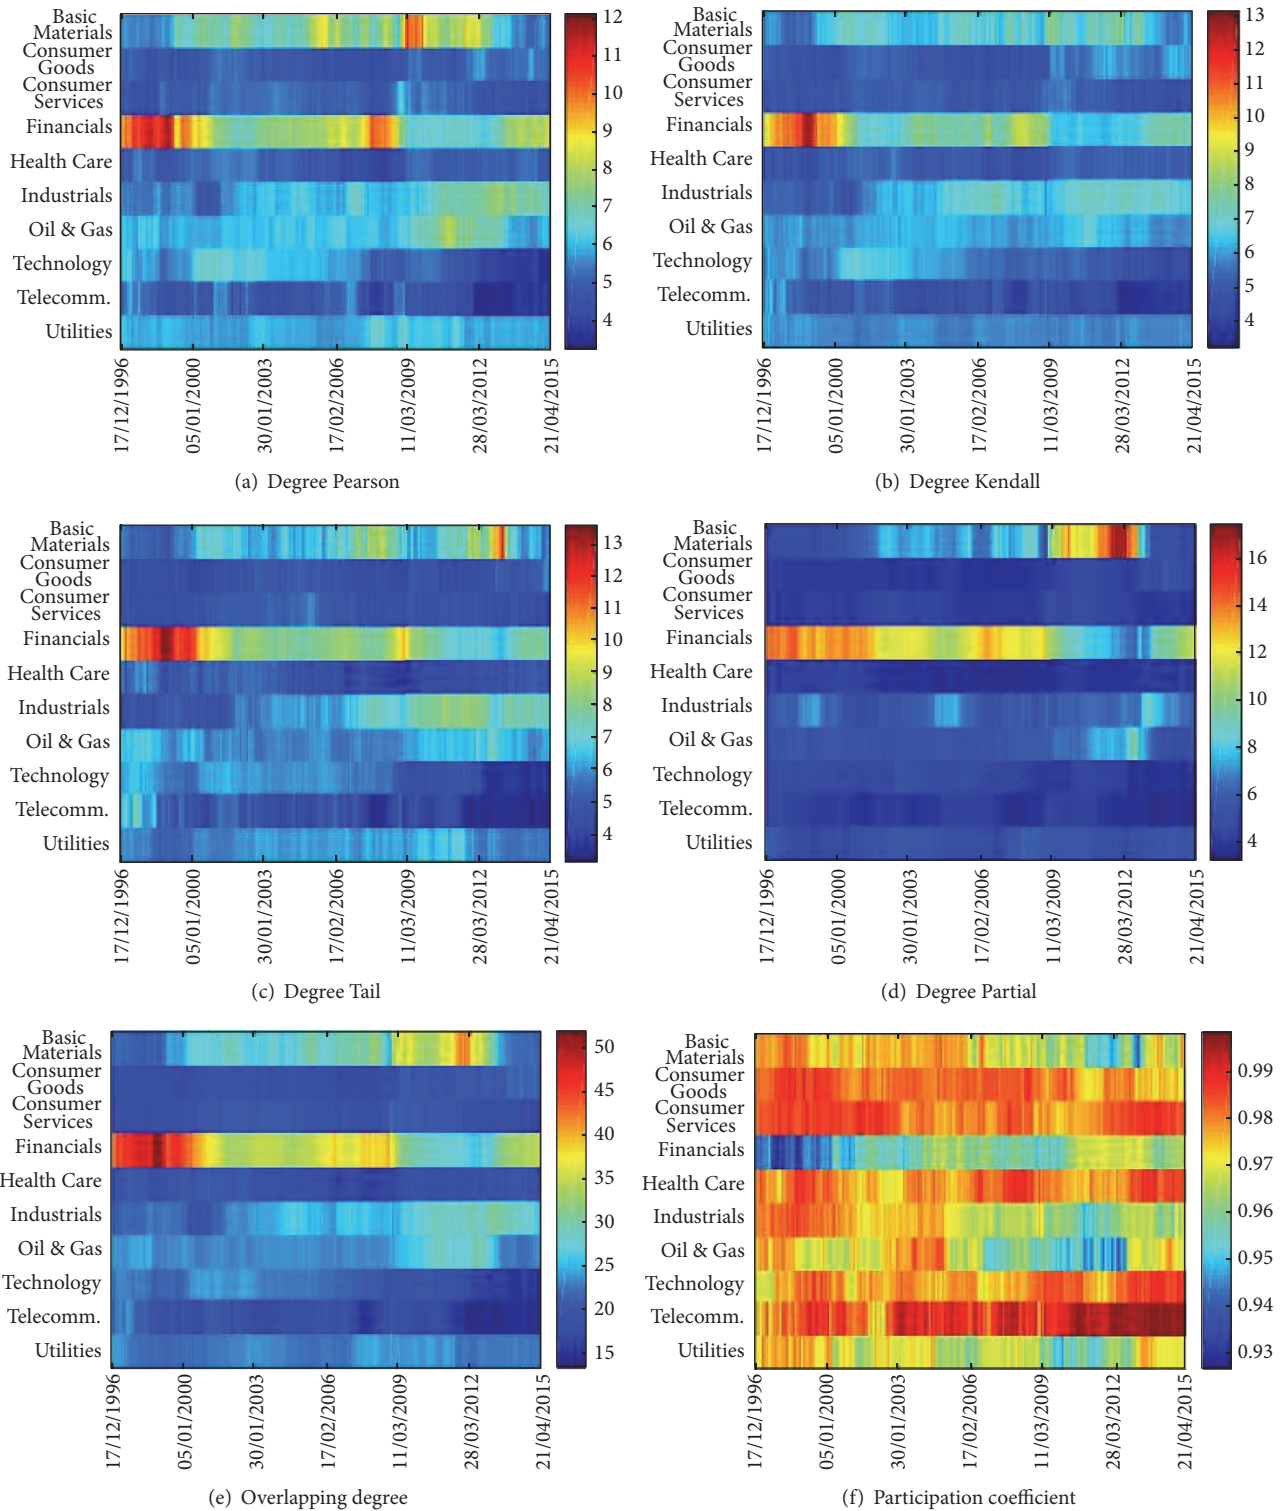 Basic
Materials
Consumer
Goods
Consumer
Services
Financials
Health Care
Industrials
Oil & Gas
Technology
Telecomm.
Utilities
12
11
10
9
8
7
6
5
4
17/12/1996
05/01/2000
30/01/2003
17/02/2006
11/03/2009
28/03/2012
21/04/2015
(a) Degree Pearson
Basic
Materials
Consumer
Goods
Consumer
Services
Financials
Health Care
Industrials
Oil & Gas
Technology
Telecomm.
Utilities
13
12
11
10
9
8
7
6
5
4
17/12/1996
05/01/2000
30/01/2003
17/02/2006
11/03/2009
28/03/2012
21/04/2015
(b) Degree Kendall
Basic
Materials
Consumer
Goods
Consumer
Services
Financials
Health Care
Industrials
Oil & Gas
Technology
Telecomm.
Utilities
13
12
11
10
9
8
7
6
5
4
17/12/1996
05/01/2000
30/01/2003
17/02/2006
11/03/2009
28/03/2012
21/04/2015
(c) Degree Tail
Basic
Materials
Consumer
Goods
Consumer
Services
Financials
Health Care
Industrials
Oil & Gas
Technology
Telecomm.
Utilities
16
14
12
10
8
6
4
17/12/1996
05/01/2000
30/01/2003
17/02/2006
11/03/2009
28/03/2012
21/04/2015
(d) Degree Partial
Basic
Materials
Consumer
Goods
Consumer
Services
Financials
Health Care
Industrials
Oil & Gas
Technology
Telecomm.
Utilities
50
45
40
35
30
25
20
15
17/12/1996
05/01/2000
30/01/2003
17/02/2006
11/03/2009
28/03/2012
21/04/2015
(e) Overlapping degree
Basic
Materials
Consumer
Goods
Consumer
Services
Financials
Health Care
Industrials
Oil & Gas
Technology
Telecomm.
Utilities
0.99
0.98
0.97
0.96
0.95
0.94
0.93
17/12/1996
05/01/2000
30/01/2003
17/02/2006
11/03/2009
28/03/2012
21/04/2015
(f) Participation coefficient